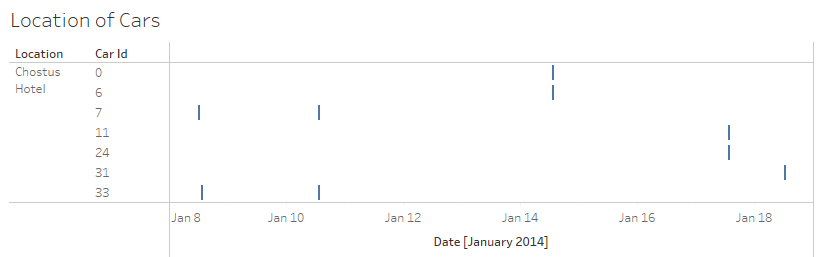 Location of Cars
Location Car Id
Chostus 0
Hotel 6
7
11
24
31
33
Jan 8 Jan 10 Jan 12 Jan 14 Jan 16 Jan 18
Date [January 2014]